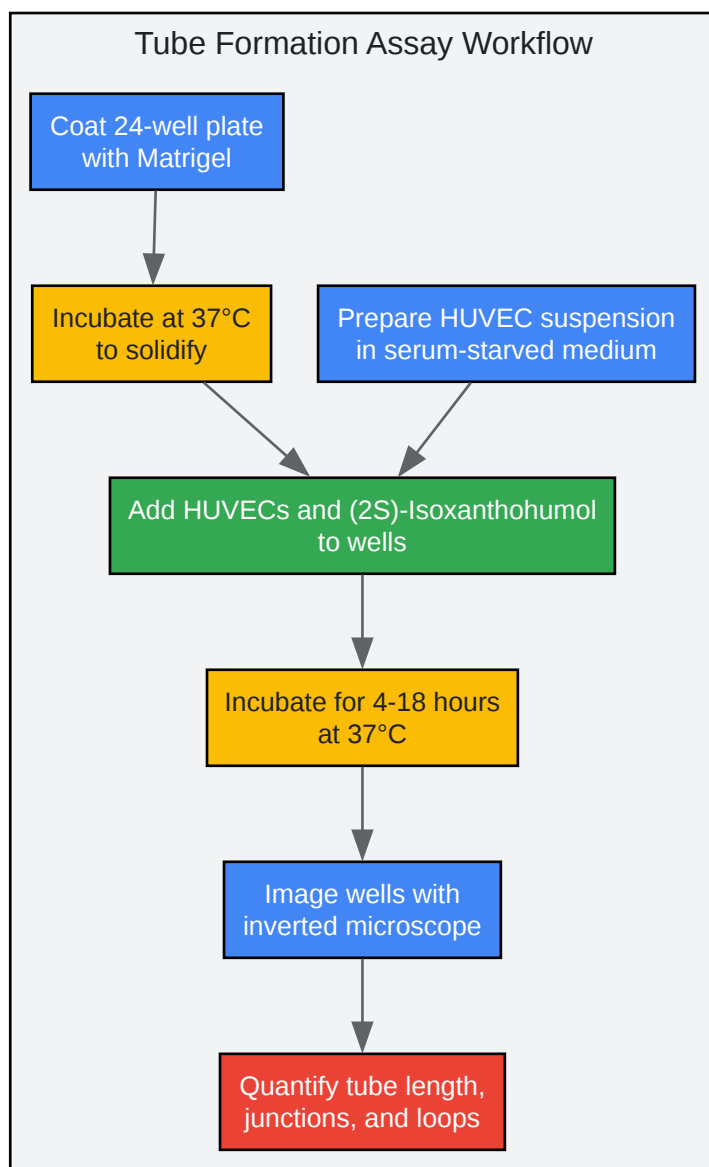 Tube Formation Assay Workflow
Coat 24-well plate
with Matrigel
Incubate at 37°C
to solidify
Prepare HUVEC suspension
in serum-starved medium
Add HUVECs and (2S)-Isoxanthohumol
to wells
Incubate for 4-18 hours
at 37°C
Image wells with
inverted microscope
Quantify tube length,
junctions, and loops